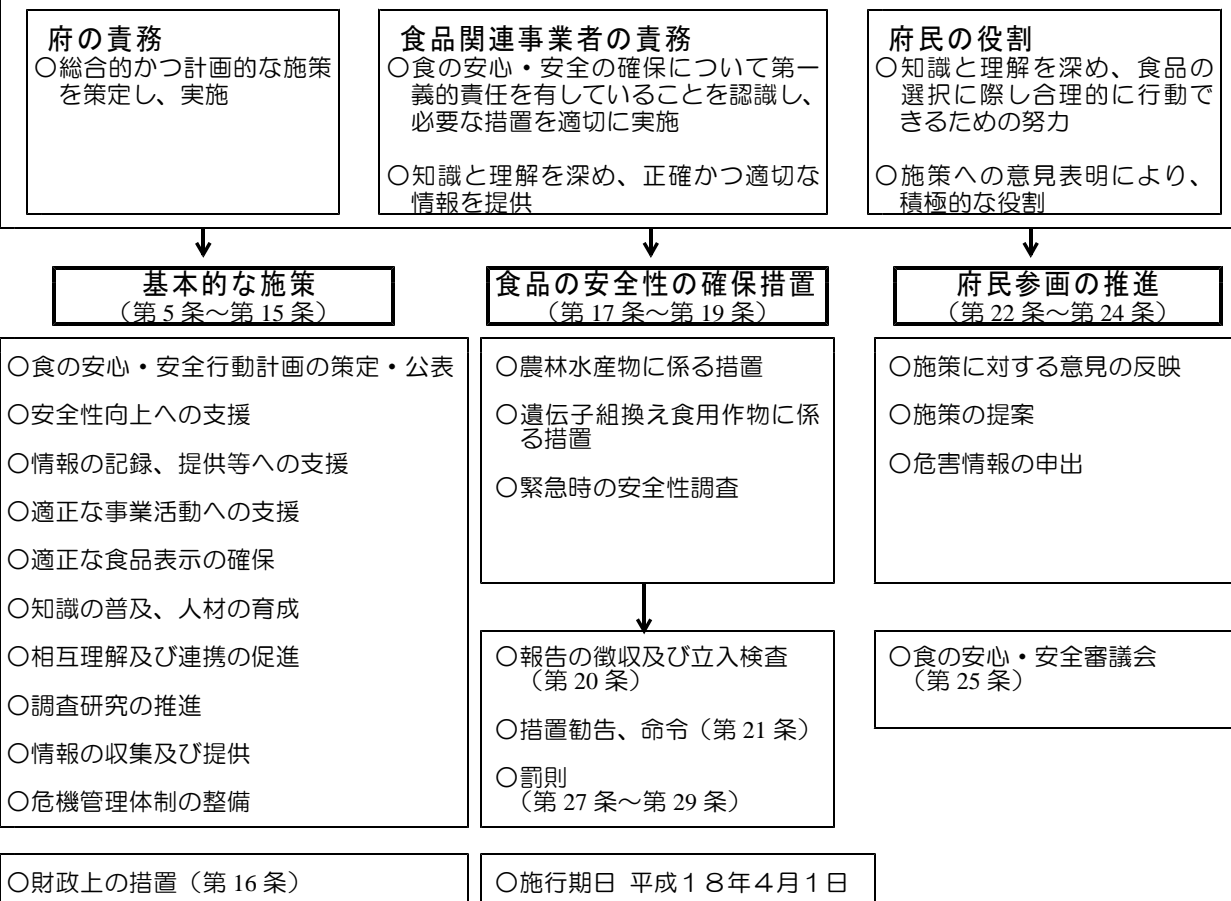 府の責務
○総合的かつ計画的な施策
を策定し、実施
食品関連事業者の責務
○食の安心・安全の確保について第一
義的責任を有していることを認識し、
必要な措置を適切に実施
○知識と理解を深め、正確かつ適切な
情報を提供
府民の役割
○知識と理解を深め、食品の
選択に際し合理的に行動で
きるための努力
○施策への意見表明により、
積極的な役割
基本的な施策
(第5条～第15条)
食品の安全性の確保措置
(第17条～第19条)
府民参画の推進
(第22条～第24条)
○食の安心・安全行動計画の策定・公表
○安全性向上への支援
○情報の記録、提供等への支援
○適正な事業活動への支援
○適正な食品表示の確保
○知識の普及、人材の育成
○相互理解及び連携の促進
○調査研究の推進
○情報の収集及び提供
○危機管理体制の整備
○農林水産物に係る措置
○遺伝子組換え食用作物に係
る措置
○緊急時の安全性調査
○施策に対する意見の反映
○施策の提案
○危害情報の申出
○報告の徴収及び立入検査
(第20条)
○措置勧告、命令(第21条)
○罰則
(第27条～第29条)
○食の安心・安全審議会
(第25条)
○財政上の措置(第16条)
○施行期日 平成18年4月1日